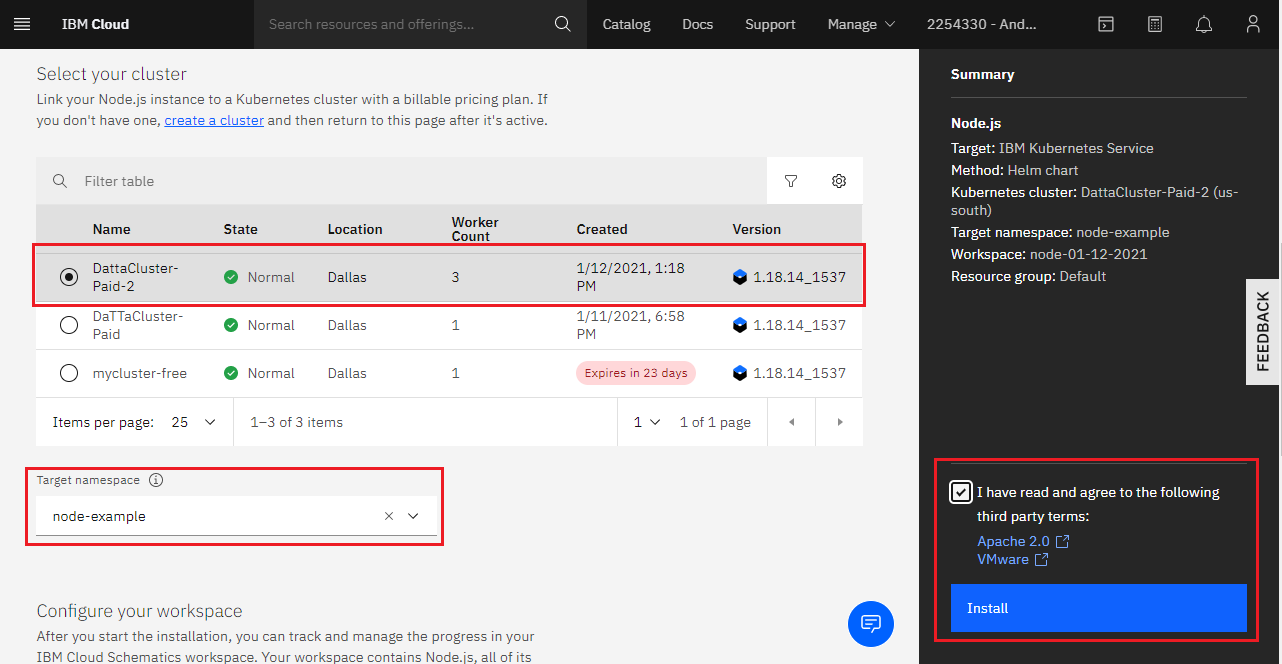 IBM Cloud
Search resources and offerings...
Catalog
Docs
Support
Manage
2254330 - And...
Select your cluster
Link your Node.js instance to a Kubernetes cluster with a billable pricing plan. If
you don't have one, create a cluster and then return to this page after it's active.
Filter table
Name State Location Worker Count Created Version
DattaCluster-
Paid-2
Normal Dallas 3 1/12/2021, 1:18
PM
1.18.14_1537
DaTTaCluster-
Paid
Normal Dallas 1 1/11/2021, 6:58
PM
1.18.14_1537
mycluster-free Normal Dallas 1 Expires in 23 days 1.18.14_1537
Items per page: 25 1–3 of 3 items 1 1 of 1 page
Target namespace
node-example
Configure your workspace
After you start the installation, you can track and manage the progress in your
IBM Cloud Schematics workspace. Your workspace contains Node.js, all of its
Summary
Node.js
Target: IBM Kubernetes Service
Method: Helm chart
Kubernetes cluster: DattaCluster-Paid-2 (us-
south)
Target namespace: node-example
Workspace: node-01-12-2021
Resource group: Default
FEEDBACK
I have read and agree to the following
third party terms:
Apache 2.0
VMware
Install